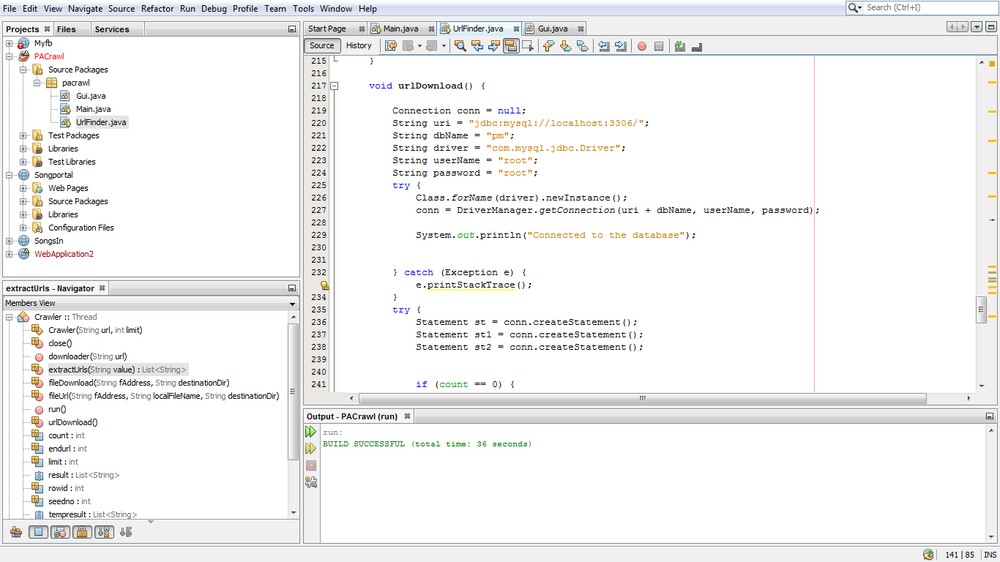 File Edit View Navigate Source Refactor Run Debug Profile Team Tools Window Help
Search (Ctrl+I)
Projects Files Services
Myfb
PACrawl
Source Packages
pacrawl
Gui.java
Main.java
UrlFinder.java
Test Packages
Libraries
Test Libraries
Songportal
Web Pages
Source Packages
Libraries
Configuration Files
SongsIn
WebApplication2
extractUrls - Navigator
Members View
Crawler :: Thread
Crawler(String url, int limit)
close()
downloader(String url)
extractUrls(String value) : List<String>
fileDownload(String fAddress, String destinationDir)
fileUrl(String fAddress, String localFileName, String destinationDir)
run()
urlDownload()
count : int
endurl : int
limit : int
result : List<String>
rowid : int
seedno : int
tempresult : List<String>
Start Page Main.java UrlFinder.java Gui.java
Source History
215 }
216
217 void urlDownload() {
218
219 Connection conn = null;
220 String uri = "jdbc:mysql://localhost:3306/";
221 String dbName = "pm";
222 String driver = "com.mysql.jdbc.Driver";
223 String userName = "root";
224 String password = "root";
225 try {
226 Class.forName(driver).newInstance();
227 conn = DriverManager.getConnection(uri + dbName, userName, password);
228
229 System.out.println("Connected to the database");
230
231
232 } catch (Exception e) {
e.printStackTrace();
234 }
235 try {
236 Statement st = conn.createStatement();
237 Statement st1 = conn.createStatement();
238 Statement st2 = conn.createStatement();
239
240
241 if (count == 0) {
Output - PACrawl (run)
run:
BUILD SUCCESSFUL (total time: 36 seconds)
141 | 85 INS